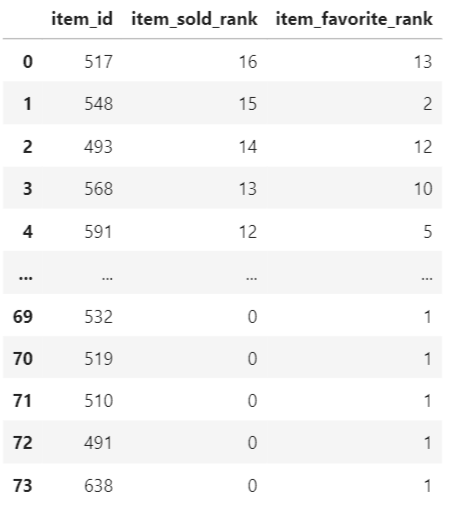 item_id item_sold_rank item_favorite_rank
0 517 16 13
1 548 15 2
2 493 14 12
3 568 13 10
4 591 12 5
... ... ... ...
69 532 0 1
70 519 0 1
71 510 0 1
72 491 0 1
73 638 0 1